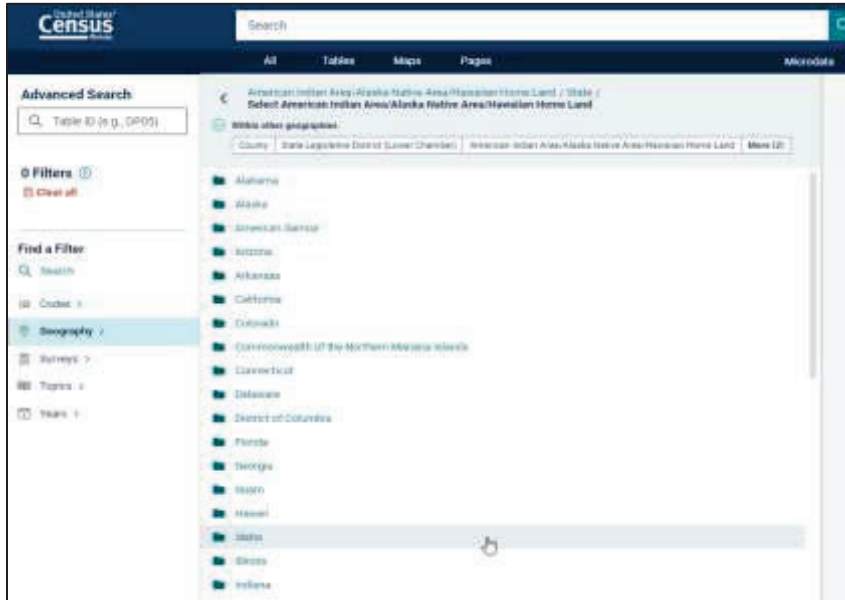 United States®
Census
Bureau
Search
All Tables Maps Pages Microdata
Advanced Search
Table ID (e.g., DP05)
0 Filters
Clear all
Find a Filter
Search
Codes
Geography
Surveys
Topics
Years
American Indian Area/Alaska Native Area/Hawaiian Home Land / State /
Select American Indian Area/Alaska Native Area/Hawaiian Home Land
Within other geographies:
County State Legislative District (Lower Chamber) American Indian Area/Alaska Native Area/Hawaiian Home Land More (2)
Alabama
Alaska
American Samoa
Arizona
Arkansas
California
Colorado
Commonwealth of the Northern Mariana Islands
Connecticut
Delaware
District of Columbia
Florida
Georgia
Guam
Hawaii
Idaho
Illinois
Indiana